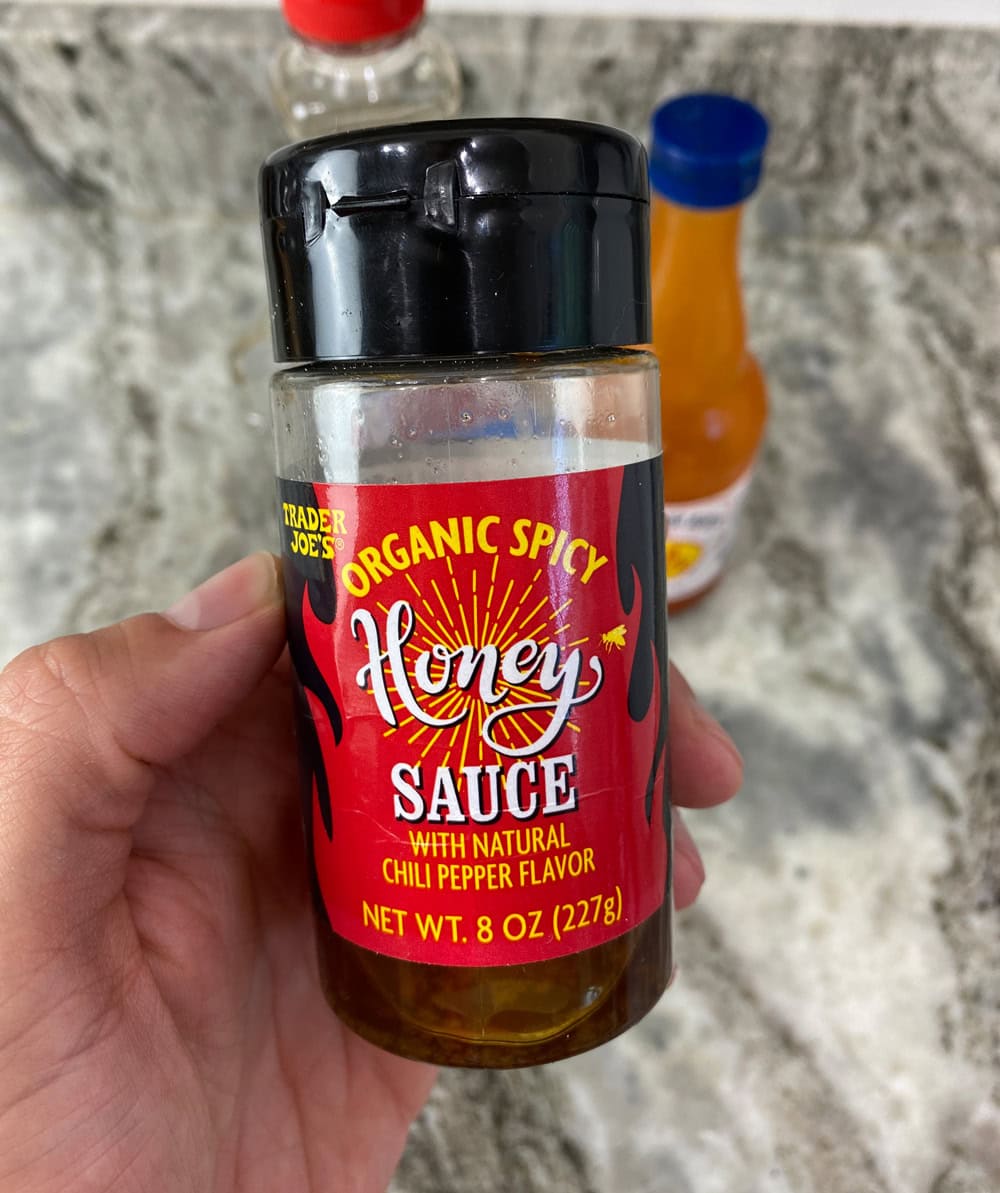 TRADER
JOE'S®
ORGANIC SPICY
Honey
SAUCE
WITH NATURAL
CHILI PEPPER FLAVOR
NET WT. 8 OZ (227g)